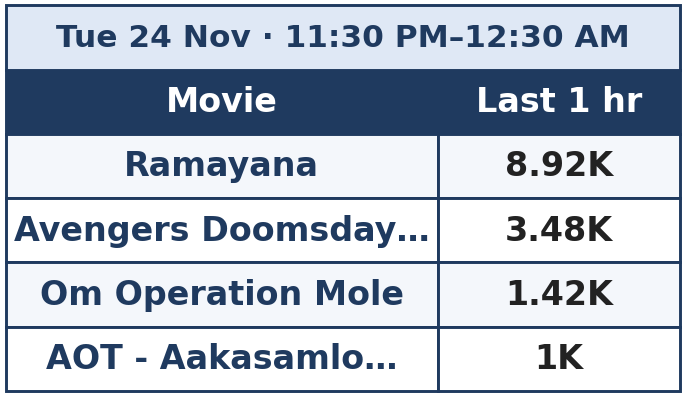 Tue 24 Nov · 11:30 PM–12:30 AM
Movie Last 1 hr
Ramayana 8.92K
Avengers Doomsday... 3.48K
Om Operation Mole 1.42K
AOT - Aakasamlo... 1K